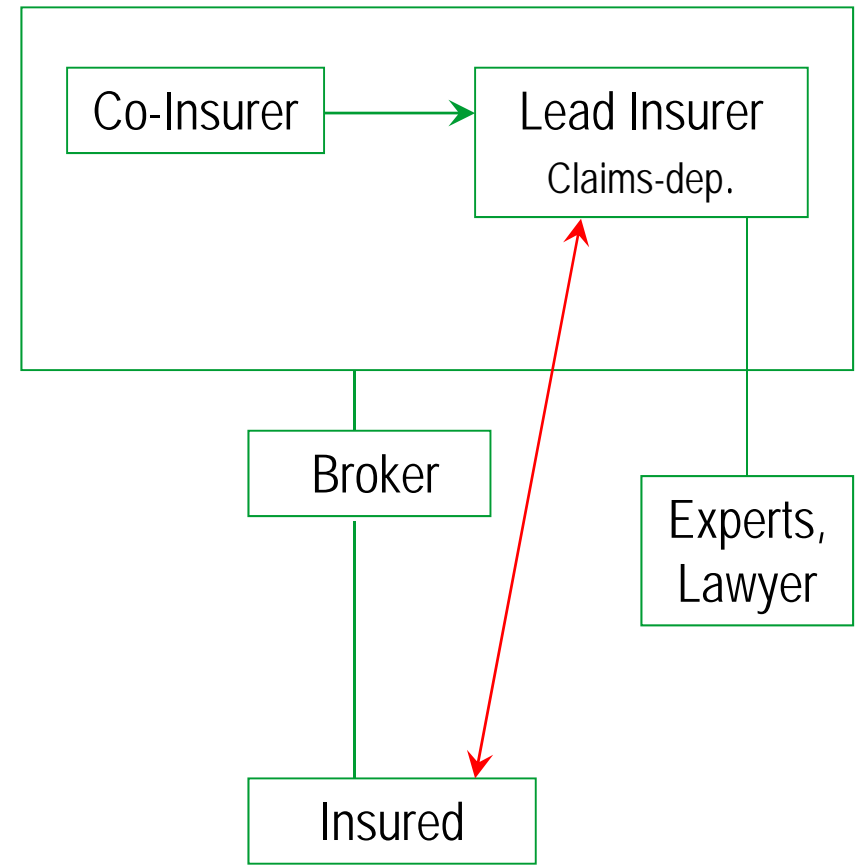 Co-Insurer
Lead Insurer
Claims-dep.
Broker
Experts,
Lawyer
Insured